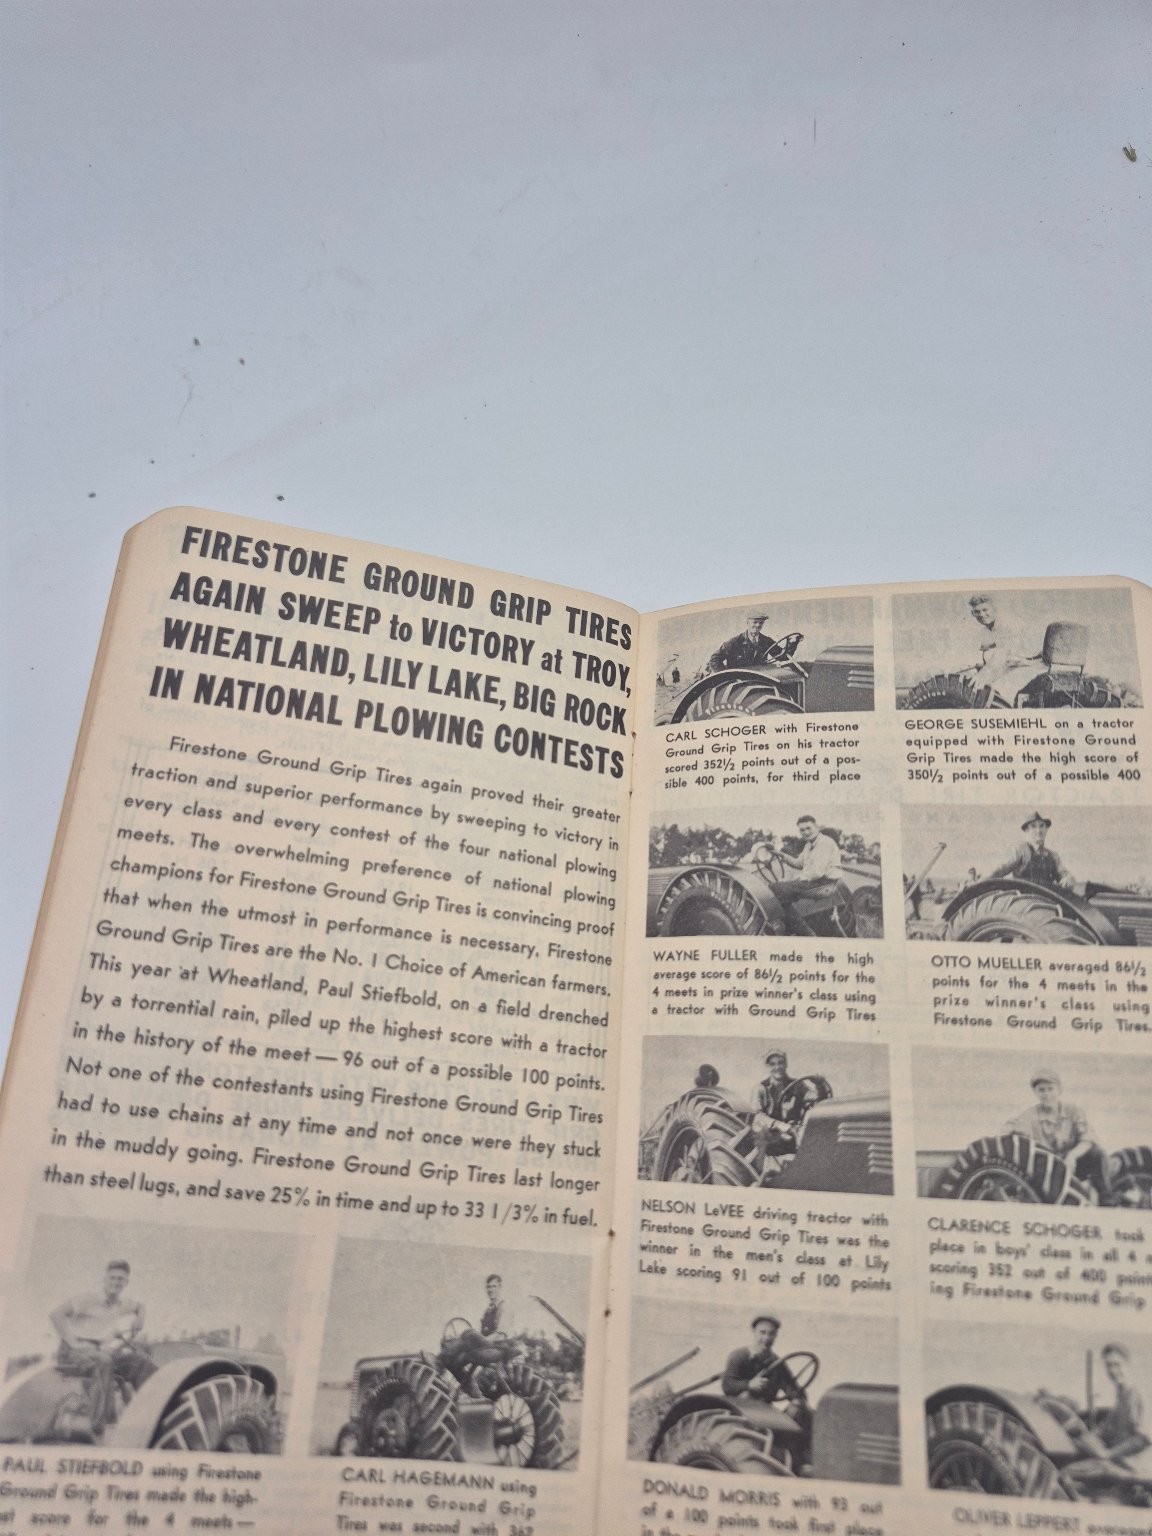 FIRESTONE GROUND GRIP TIRES
AGAIN SWEEP to VICTORY at TROY,
WHEATLAND, LILY LAKE, BIG ROCK
IN NATIONAL PLOWING CONTESTS
Firestone Ground Grip Tires again proved their greater
traction and superior performance by sweeping to victory in
every class and every contest of the four national plowing
meets. The overwhelming preference of national plowing
champions for Firestone Ground Grip Tires is convincing proof
that when the utmost in performance is necessary, Firestone
Ground Grip Tires are the No. 1 Choice of American farmers.
This year at Wheatland, Paul Stiefbold, on a field drenched
by a torrential rain, piled up the highest score with a tractor
in the history of the meet — 96 out of a possible 100 points.
Not one of the contestants using Firestone Ground Grip Tires
had to use chains at any time and not once were they stuck
in the muddy going. Firestone Ground Grip Tires last longer
than steel lugs, and save 25% in time and up to 33 1/3% in fuel.
PAUL STIEFBOLD using Firestone
Ground Grip Tires made the high-
score for the 4 meets —
CARL HAGEMANN using
Firestone Ground Grip
Tires was second with 362
CARL SCHOGER with Firestone
Ground Grip Tires on his tractor
scored 352½ points out of a pos-
sible 400 points, for third place
GEORGE SUSEMIEHL on a tractor
equipped with Firestone Ground
Grip Tires made the high score of
350½ points out of a possible 400
WAYNE FULLER made the high
average score of 86½ points for the
4 meets in prize winner's class using
a tractor with Ground Grip Tires
OTTO MUELLER averaged 86½
points for the 4 meets in the
prize winner's class using
Firestone Ground Grip Tires.
NELSON LeVEE driving tractor with
Firestone Ground Grip Tires was the
winner in the men's class at Lily
Lake scoring 91 out of 100 points
CLARENCE SCHOGER took
place in boys' class in all 4
scoring 352 out of 400 points
ing Firestone Ground Grip
DONALD MORRIS with 93 out
of a 100 points took first place
in the
OLIVER LEPPERT